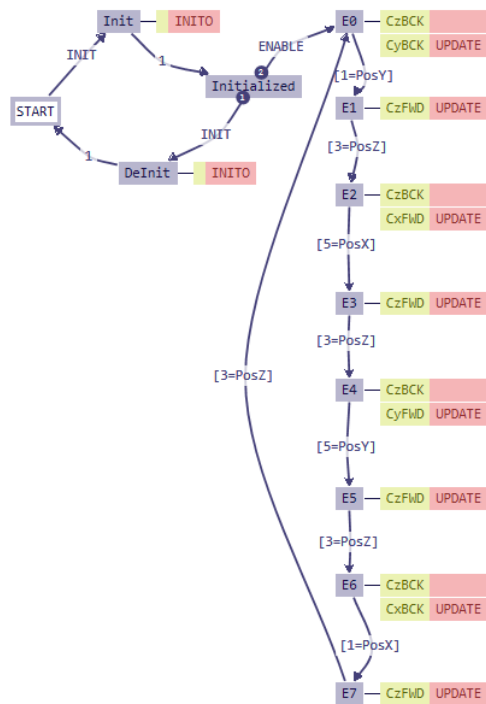 Init INITO
INIT
1
ENABLE
2
Initialized
1
START
INIT
1
DeInit INITO
E0 CzBCK
CyBCK UPDATE
[1=PosY]
E1 CzFWD UPDATE
[3=PosZ]
E2 CzBCK
CxFWD UPDATE
[5=PosX]
E3 CzFWD UPDATE
[3=PosZ]
[3=PosZ]
E4 CzBCK
CyFWD UPDATE
[5=PosY]
E5 CzFWD UPDATE
[3=PosZ]
E6 CzBCK
CxBCK UPDATE
[1=PosX]
E7 CzFWD UPDATE